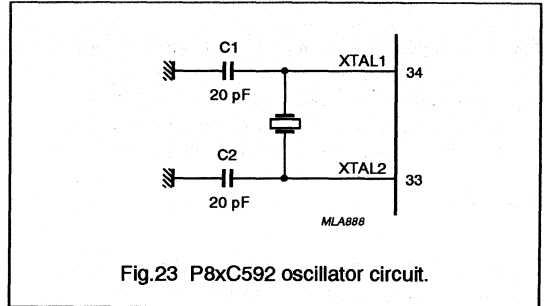 C1
XTAL1
34
20 pF
C2
XTAL2
33
20 pF
MLA888
Fig.23 P8xC592 oscillator circuit.